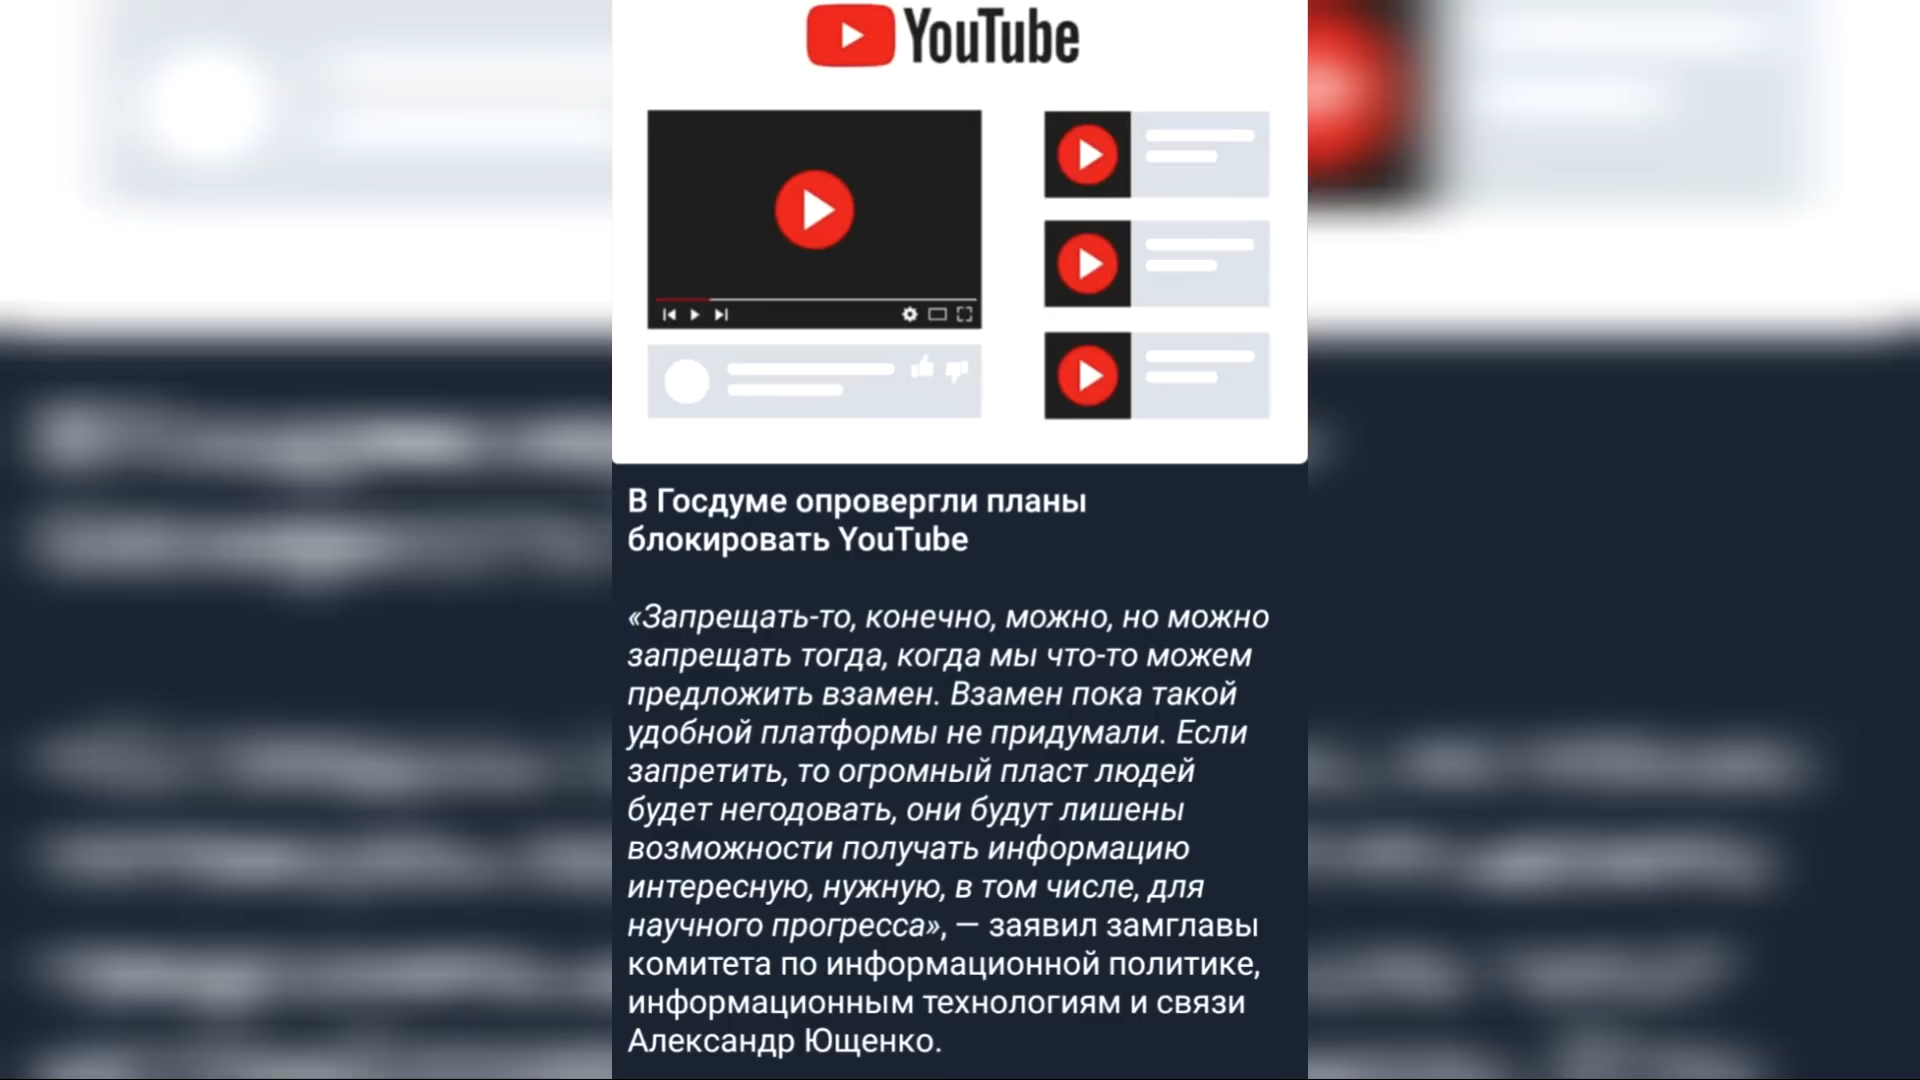 YouTube
В Госдуме опровергли планы
блокировать YouTube
«Запрещать-то, конечно, можно, но можно
запрещать тогда, когда мы что-то можем
предложить взамен. Взамен пока такой
удобной платформы не придумали. Если
запретить, то огромный пласт людей
будет негодовать, они будут лишены
возможности получать информацию
интересную, нужную, в том числе, для
научного прогресса», — заявил замглавы
комитета по информационной политике,
информационным технологиям и связи
Александр Ющенко.